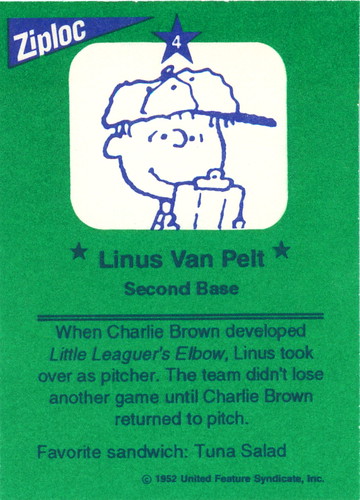 Ziploc
4
Linus Van Pelt
Second Base
When Charlie Brown developed
Little Leaguer's Elbow, Linus took
over as pitcher. The team didn't lose
another game until Charlie Brown
returned to pitch.
Favorite sandwich: Tuna Salad
© 1952 United Feature Syndicate, Inc.